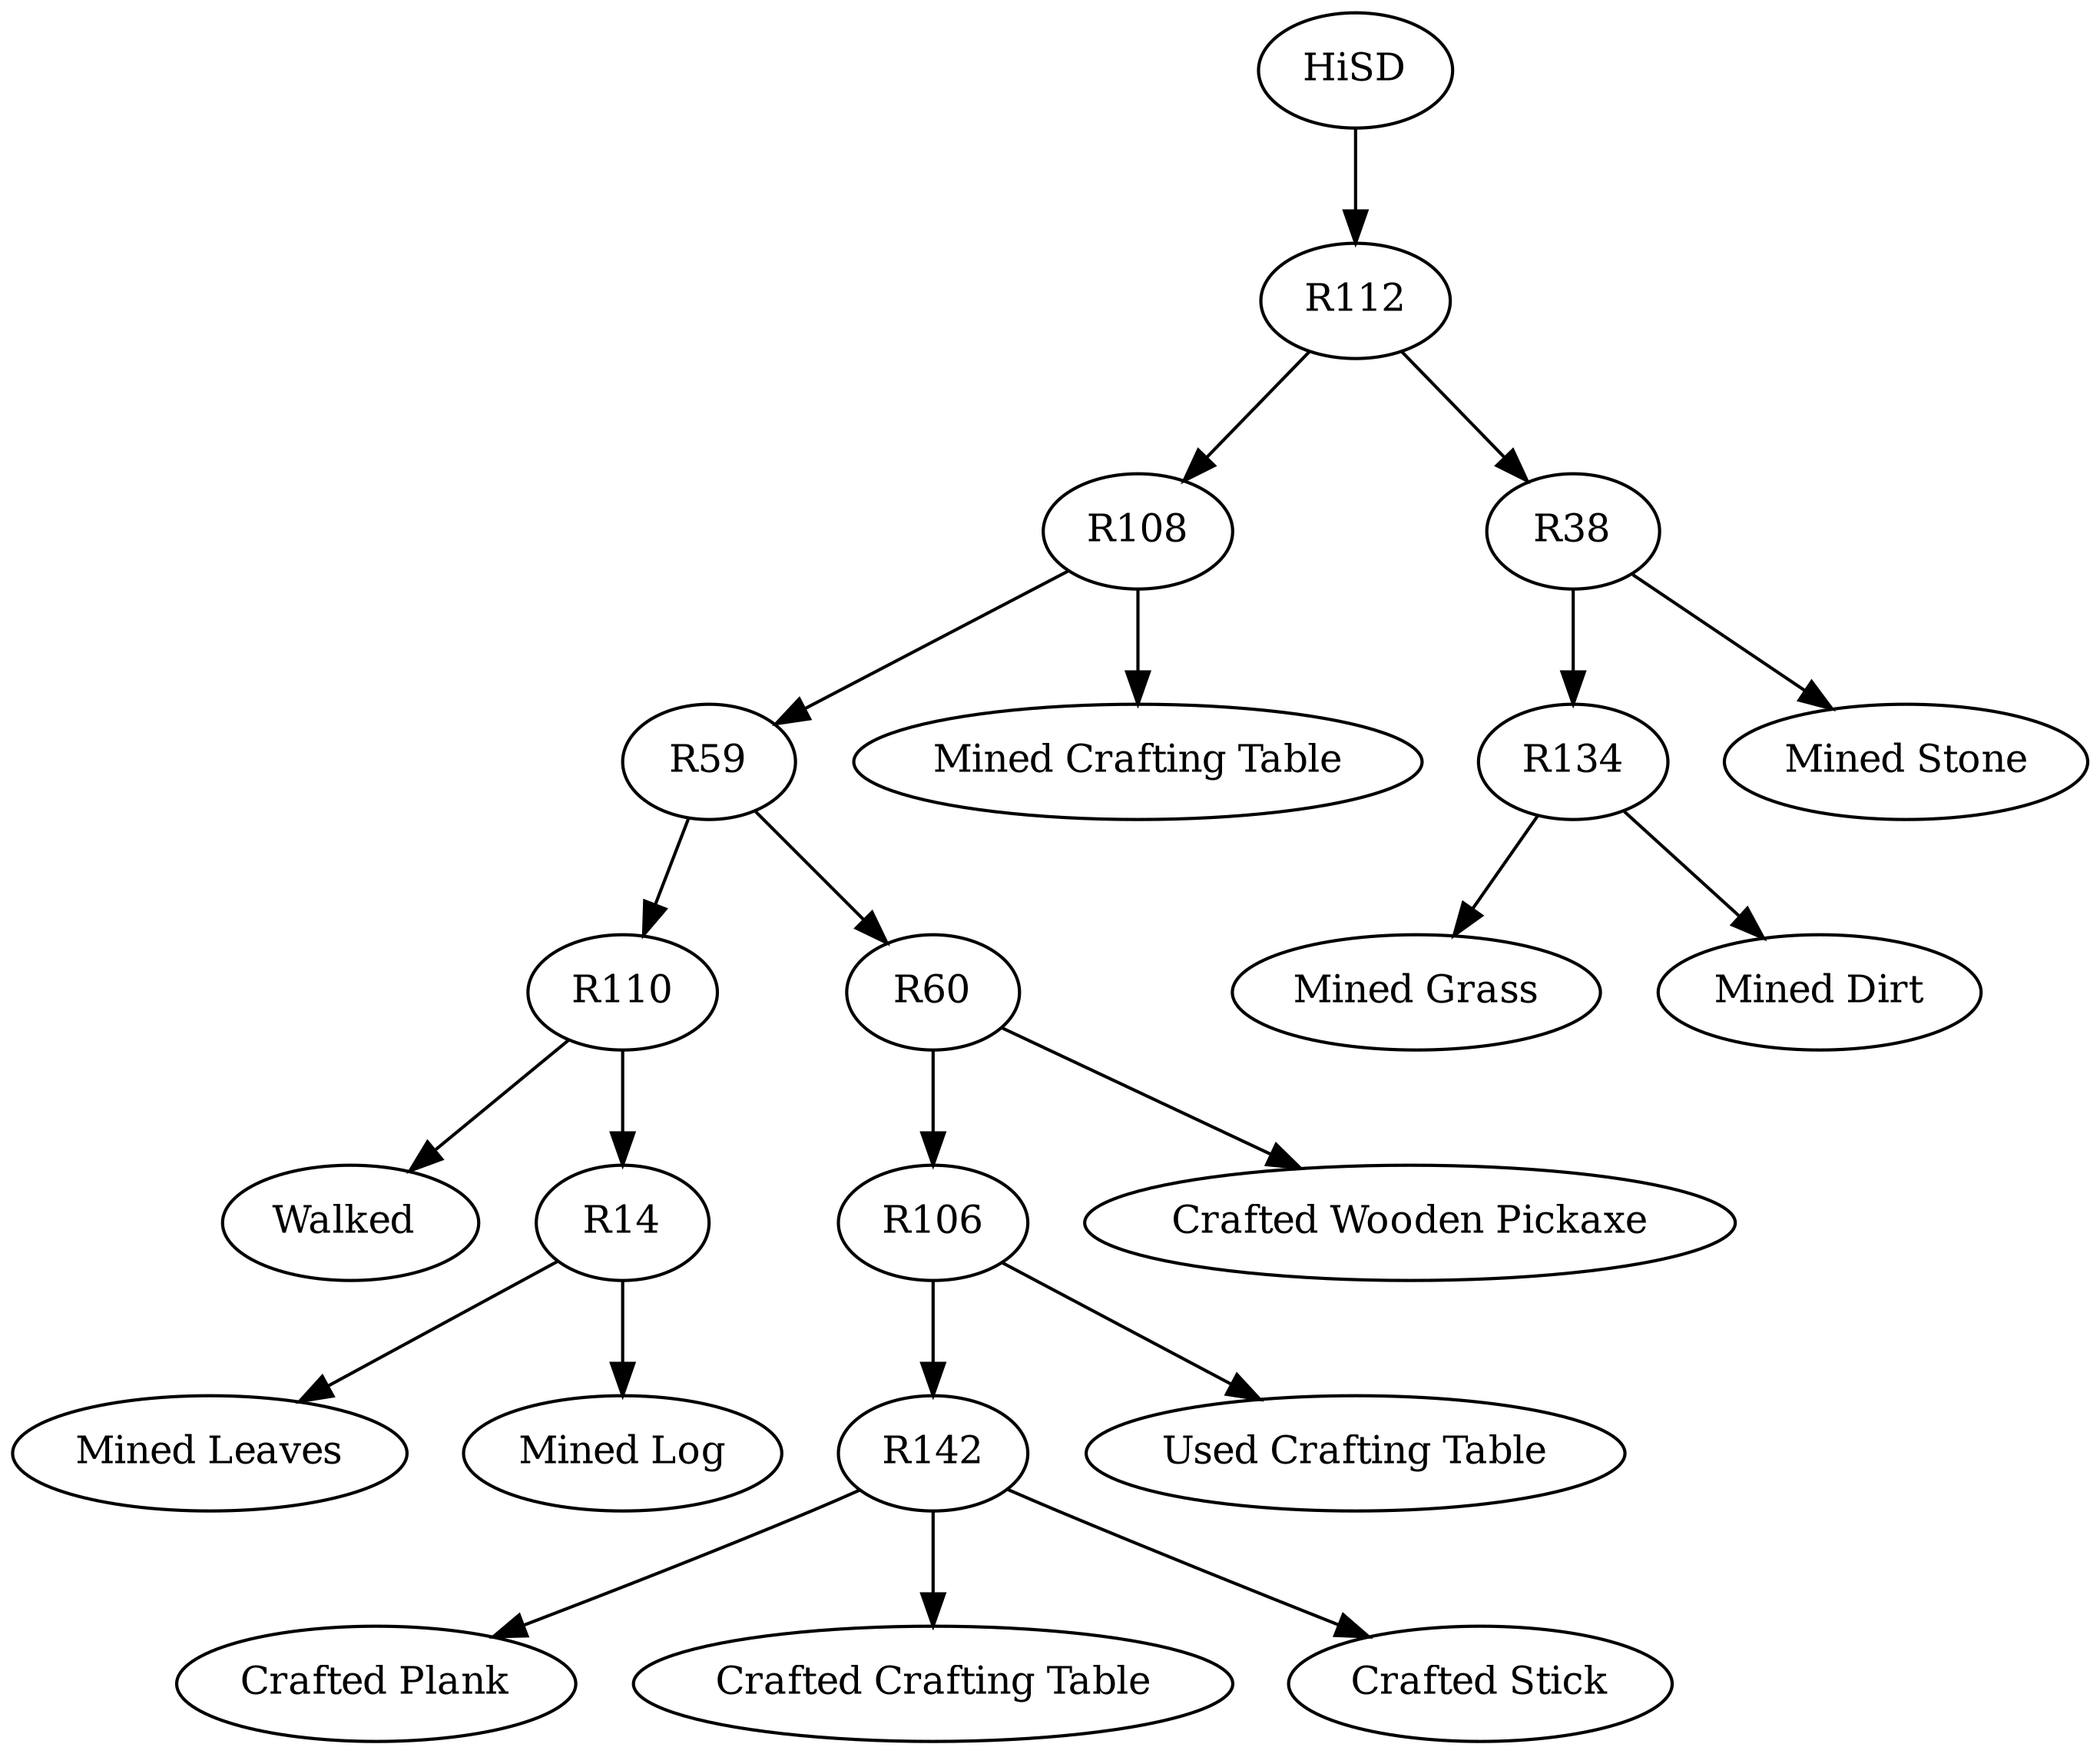 HiSD
R112
R108
R38
R59
Mined Crafting Table
R134
Mined Stone
R110
R60
Mined Grass
Mined Dirt
Walked
R14
R106
Crafted Wooden Pickaxe
Mined Leaves
Mined Log
R142
Used Crafting Table
Crafted Plank
Crafted Crafting Table
Crafted Stick